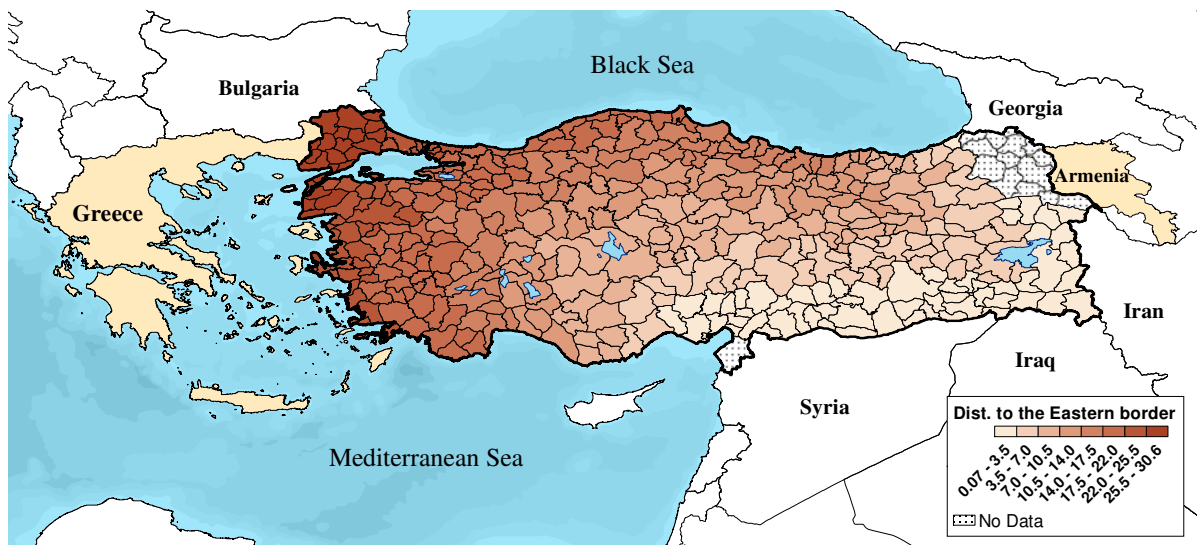 Black Sea
Bulgaria
Georgia
Armenia
Greece
Iran
Iraq
Syria
Mediterranean Sea
Dist. to the Eastern border
0.07 - 3.5
3.5 - 7.0
7.0 - 10.5
10.5 - 14.0
14.0 - 17.5
17.5 - 22.0
22.0 - 25.5
25.5 - 30.6
No Data